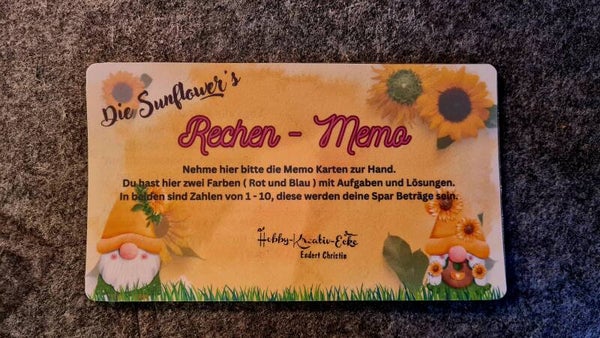 Die Sunflower's
Rechen - Memo
Nehme hier bitte die Memo Karten zur Hand.
Du hast hier zwei Farben ( Rot und Blau ) mit Aufgaben und Lösungen.
In beiden sind Zahlen von 1 - 10, diese werden deine Spar Beträge sein.
Hobby-Kreativ-Ecke
Endert Christin